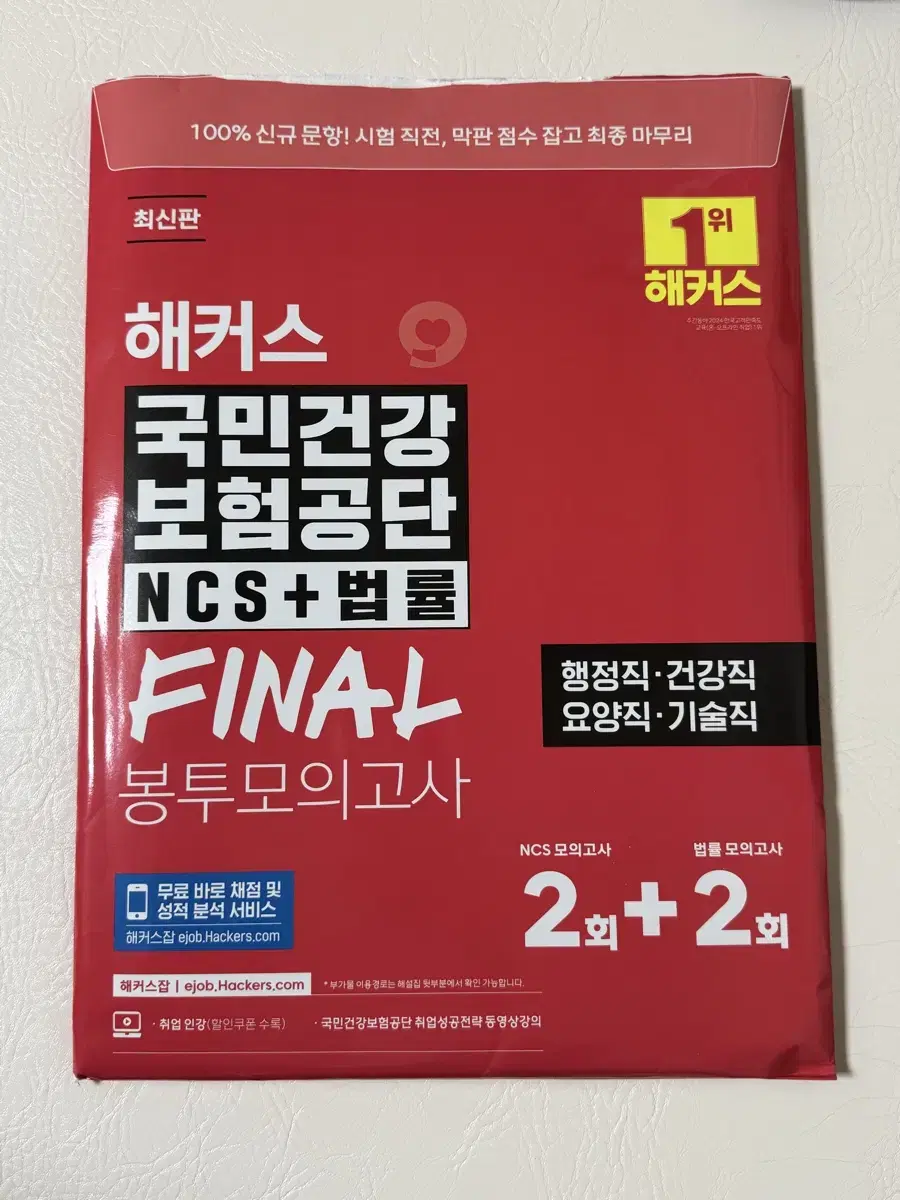 100% 신규 문항! 시험 직전, 막판 점수 잡고 최종 마무리
최신판
1위
해커스
해커스
국민건강
보험공단
NCS+법률
FINAL
봉투모의고사
행정직·건강직
요양직·기술직
NCS 모의고사
법률 모의고사
2회+2회
무료 바로 채점 및
성적 분석 서비스
해커스잡 ejob.Hackers.com
해커스잡 | ejob.Hackers.com
* 부가물 이용경로는 해설집 뒷부분에서 확인 가능합니다.
· 취업 인강(할인쿠폰 수록)
· 국민건강보험공단 취업성공전략 동영상강의